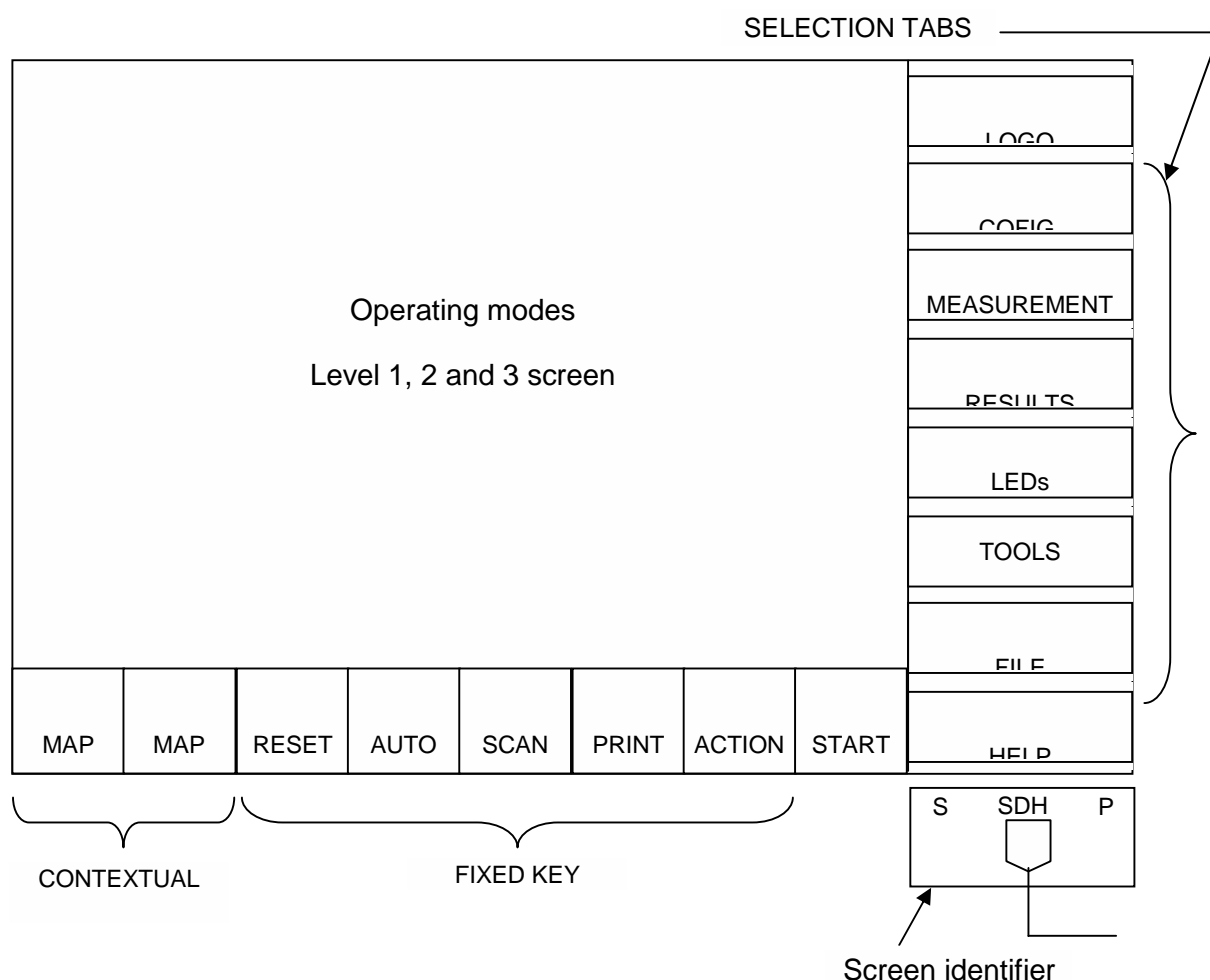 SELECTION TABS
LOGO
COFIG
MEASUREMENT
Operating modes
Level 1, 2 and 3 screen
RESULTS
LEDs
TOOLS
FILE
MAP MAP RESET AUTO SCAN PRINT ACTION START
HELP
S SDH P
CONTEXTUAL
FIXED KEY
Screen identifier